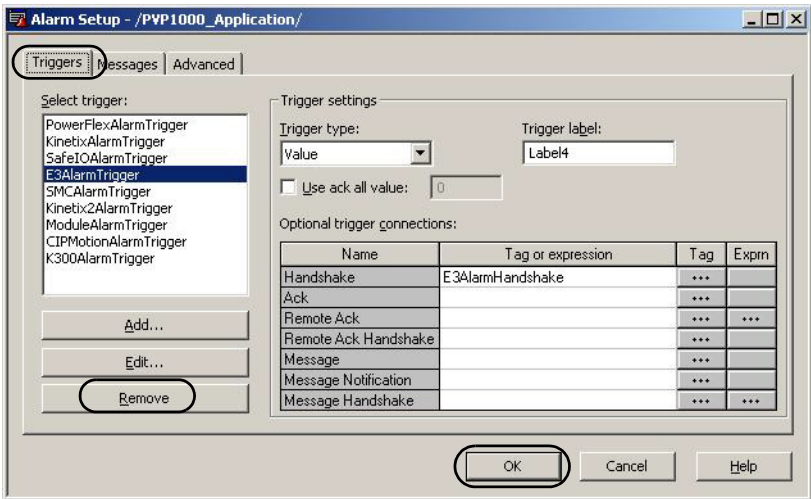 Alarm Setup - /PVP1000_Application/
Triggers Messages Advanced
Select trigger:
PowerFlexAlarmTrigger
KinetixAlarmTrigger
SafeIOAlarmTrigger
E3AlarmTrigger
SMCAlarmTrigger
Kinetix2AlarmTrigger
ModuleAlarmTrigger
CIPMotionAlarmTrigger
K300AlarmTrigger
Add...
Edit...
Remove
Trigger settings
Trigger type: Trigger label:
Value Label4
Use ack all value: 0
Optional trigger connections:
Name Tag or expression Tag Exprn
Handshake E3AlarmHandshake ...
Ack ...
Remote Ack ... ...
Remote Ack Handshake ...
Message ...
Message Notification ...
Message Handshake ... ...
OK Cancel Help